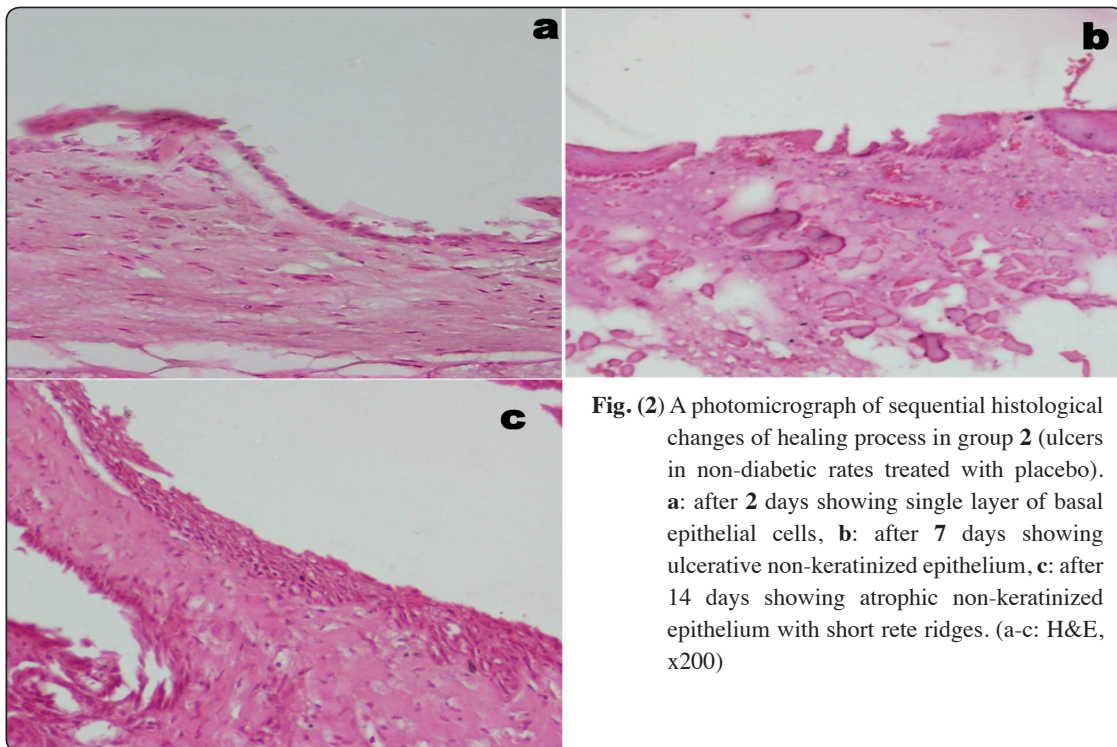 a
b
c
Fig. (2) A photomicrograph of sequential histological
changes of healing process in group 2 (ulcers
in non-diabetic rates treated with placebo).
a: after 2 days showing single layer of basal
epithelial cells, b: after 7 days showing
ulcerative non-keratinized epithelium, c: after
14 days showing atrophic non-keratinized
epithelium with short rete ridges. (a-c: H&E,
x200)